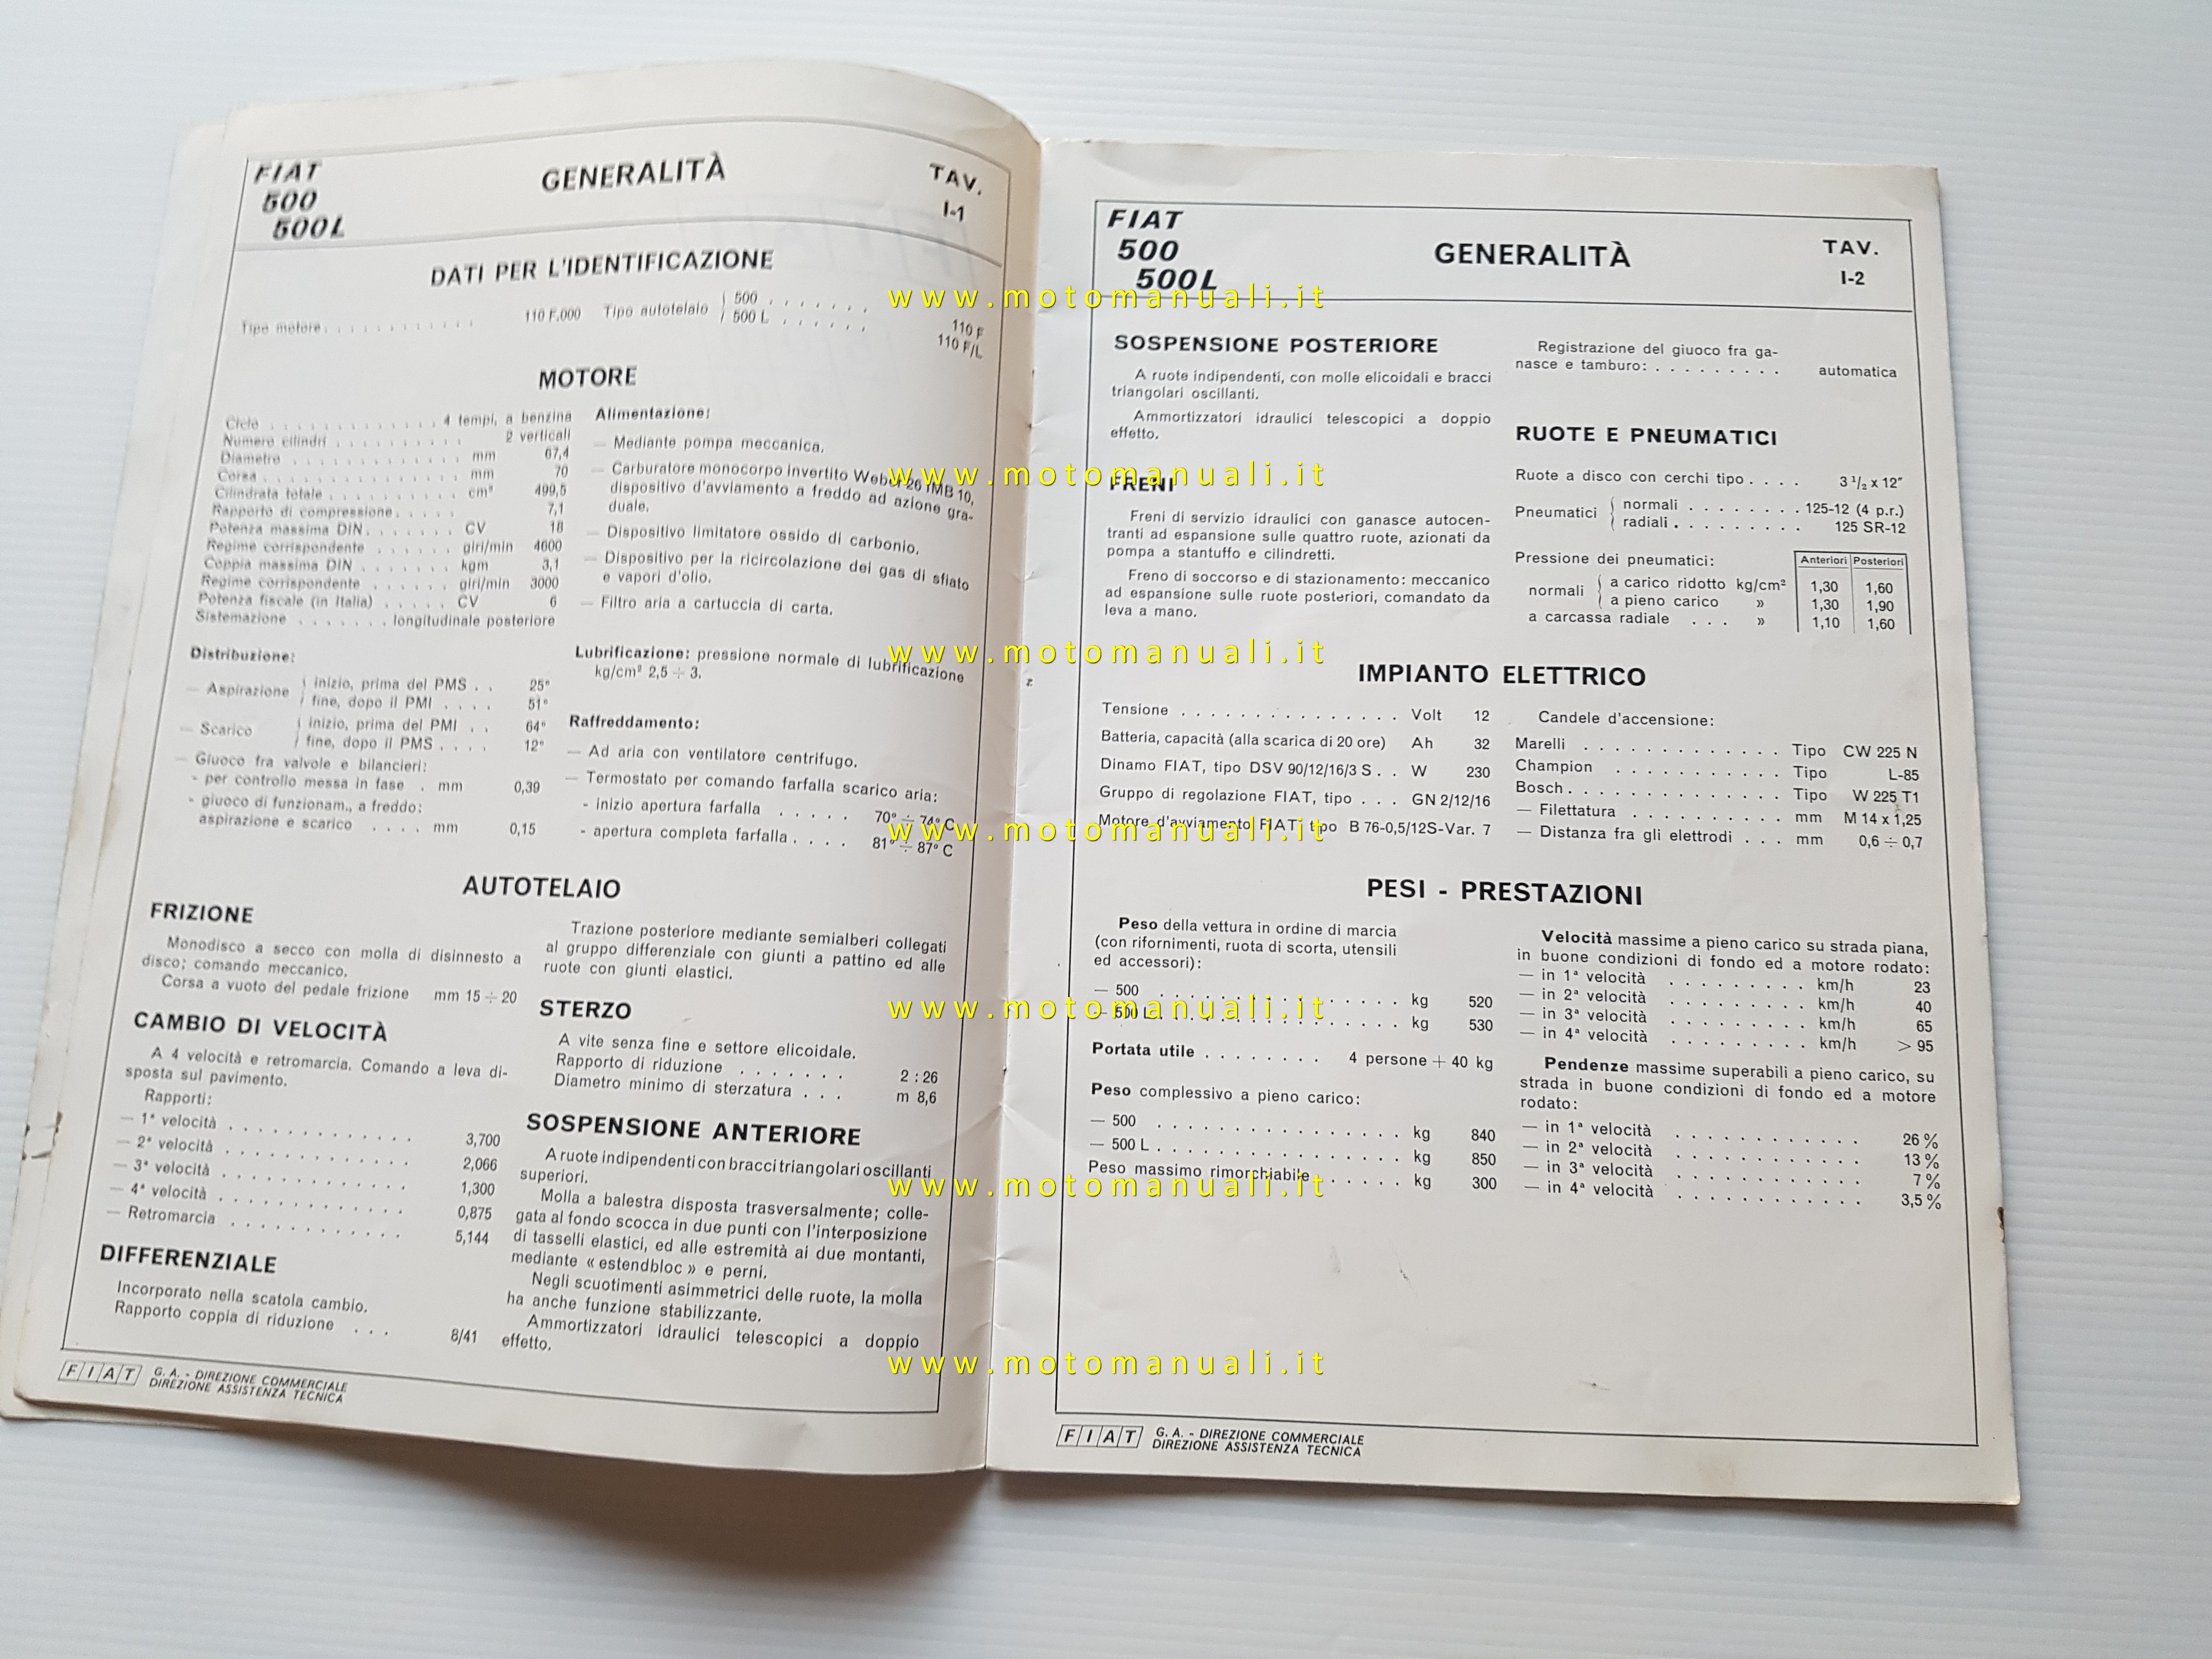 FIAT
500
500L
GENERALITÀ
TAV.
I-1
DATI PER L'IDENTIFICAZIONE
Tipo motore . . . . . . . . . . . . 110 F.000
Tipo autotelaio { 500 . . . . . . . 110 F
500 L . . . . . . 110 F/L
MOTORE
Ciclo . . . . . . . . . . . . . 4 tempi, a benzina
Numero cilindri . . . . . . . . . . 2 verticali
Diametro . . . . . . . . . . . . . mm 67,4
Corsa . . . . . . . . . . . . . . mm 70
Cilindrata totale . . . . . . . . . . cm³ 499,5
Rapporto di compressione . . . . . 7,1
Potenza massima DIN . . . . . . . CV 18
Regime corrispondente . . . . . . giri/min 4600
Coppia massima DIN . . . . . . . kgm 3,1
Regime corrispondente . . . . . . giri/min 3000
Potenza fiscale (in Italia) . . . . . CV 6
Sistemazione . . . . . . . longitudinale posteriore
Distribuzione:
— Aspirazione { inizio, prima del PMS . . 25°
fine, dopo il PMI . . . . 51°
— Scarico { inizio, prima del PMI . . 64°
fine, dopo il PMS . . . . 12°
— Giuoco fra valvole e bilancieri:
- per controllo messa in fase . mm 0,39
- giuoco di funzionam., a freddo:
aspirazione e scarico . . . . mm 0,15
Alimentazione:
— Mediante pompa meccanica.
— Carburatore monocorpo invertito Weber 26 IMB 10,
dispositivo d'avviamento a freddo ad azione gra-
duale.
— Dispositivo limitatore ossido di carbonio.
— Dispositivo per la ricircolazione dei gas di sfiato
e vapori d'olio.
— Filtro aria a cartuccia di carta.
Lubrificazione: pressione normale di lubrificazione
kg/cm² 2,5 ÷ 3.
Raffreddamento:
— Ad aria con ventilatore centrifugo.
— Termostato per comando farfalla scarico aria:
- inizio apertura farfalla . . . . . 70° ÷ 74° C
- apertura completa farfalla . . . . 81° ÷ 87° C
AUTOTELAIO
FRIZIONE
Monodisco a secco con molla di disinnesto a
disco; comando meccanico.
Corsa a vuoto del pedale frizione mm 15 ÷ 20
CAMBIO DI VELOCITÀ
A 4 velocità e retromarcia. Comando a leva di-
sposta sul pavimento.
Rapporti:
— 1ª velocità . . . . . . . . . . . . . 3,700
— 2ª velocità . . . . . . . . . . . . . 2,066
— 3ª velocità . . . . . . . . . . . . . 1,300
— 4ª velocità . . . . . . . . . . . . . 0,875
— Retromarcia . . . . . . . . . . . . 5,144
DIFFERENZIALE
Incorporato nella scatola cambio.
Rapporto coppia di riduzione . . . 8/41
Trazione posteriore mediante semialberi collegati
al gruppo differenziale con giunti a pattino ed alle
ruote con giunti elastici.
STERZO
A vite senza fine e settore elicoidale.
Rapporto di riduzione . . . . . . . 2 : 26
Diametro minimo di sterzatura . . . m 8,6
SOSPENSIONE ANTERIORE
A ruote indipendenti con bracci triangolari oscillanti
superiori.
Molla a balestra disposta trasversalmente; colle-
gata al fondo scocca in due punti con l'interposizione
di tasselli elastici, ed alle estremità ai due montanti,
mediante « estendbloc » e perni.
Negli scuotimenti asimmetrici delle ruote, la molla
ha anche funzione stabilizzante.
Ammortizzatori idraulici telescopici a doppio
effetto.
FIAT G. A. - DIREZIONE COMMERCIALE
DIREZIONE ASSISTENZA TECNICA
FIAT
500
500L
GENERALITÀ
TAV.
I-2
SOSPENSIONE POSTERIORE
A ruote indipendenti, con molle elicoidali e bracci
triangolari oscillanti.
Ammortizzatori idraulici telescopici a doppio
effetto.
FRENI
Freni di servizio idraulici con ganasce autocen-
tranti ad espansione sulle quattro ruote, azionati da
pompa a stantuffo e cilindretti.
Freno di soccorso e di stazionamento: meccanico
ad espansione sulle ruote posteriori, comandato da
leva a mano.
Registrazione del giuoco fra ga-
nasce e tamburo: . . . . . . . . . automatica
RUOTE E PNEUMATICI
Ruote a disco con cerchi tipo . . . . 3 1/2 x 12"
Pneumatici { normali . . . . . . . . 125-12 (4 p.r.)
radiali . . . . . . . . . 125 SR-12
Pressione dei pneumatici: Anteriori Posteriori
normali { a carico ridotto kg/cm² 1,30 1,60
a pieno carico » 1,30 1,90
a carcassa radiale . . . » 1,10 1,60
IMPIANTO ELETTRICO
Tensione . . . . . . . . . . . . . . . Volt 12
Batteria, capacità (alla scarica di 20 ore) Ah 32
Dinamo FIAT, tipo DSV 90/12/16/3 S . . W 230
Gruppo di regolazione FIAT, tipo . . . GN 2/12/16
Motore d'avviamento FIAT, tipo B 76-0,5/12S-Var. 7
Candele d'accensione:
Marelli . . . . . . . . . . . . . Tipo CW 225 N
Champion . . . . . . . . . . . Tipo L-85
Bosch . . . . . . . . . . . . . . Tipo W 225 T1
— Filettatura . . . . . . . . . . mm M 14 x 1,25
— Distanza fra gli elettrodi . . . mm 0,6 ÷ 0,7
PESI - PRESTAZIONI
Peso della vettura in ordine di marcia
(con rifornimenti, ruota di scorta, utensili
ed accessori):
— 500 . . . . . . . . . . . . . . . . kg 520
— 500 L . . . . . . . . . . . . . . . . kg 530
Portata utile . . . . . . . . 4 persone + 40 kg
Peso complessivo a pieno carico:
— 500 . . . . . . . . . . . . . . . . kg 840
— 500 L . . . . . . . . . . . . . . . . kg 850
Peso massimo rimorchiabile . . . . . . kg 300
Velocità massime a pieno carico su strada piana,
in buone condizioni di fondo ed a motore rodato:
— in 1ª velocità . . . . . . . . . km/h 23
— in 2ª velocità . . . . . . . . . km/h 40
— in 3ª velocità . . . . . . . . . km/h 65
— in 4ª velocità . . . . . . . . . km/h > 95
Pendenze massime superabili a pieno carico, su
strada in buone condizioni di fondo ed a motore
rodato:
— in 1ª velocità . . . . . . . . . . . . 26 %
— in 2ª velocità . . . . . . . . . . . . 13 %
— in 3ª velocità . . . . . . . . . . . . 7 %
— in 4ª velocità . . . . . . . . . . . . 3,5 %
FIAT G. A. - DIREZIONE COMMERCIALE
DIREZIONE ASSISTENZA TECNICA
www.motomanuali.it
www.motomanuali.it
www.motomanuali.it
www.motomanuali.it
www.motomanuali.it
www.motomanuali.it
www.motomanuali.it